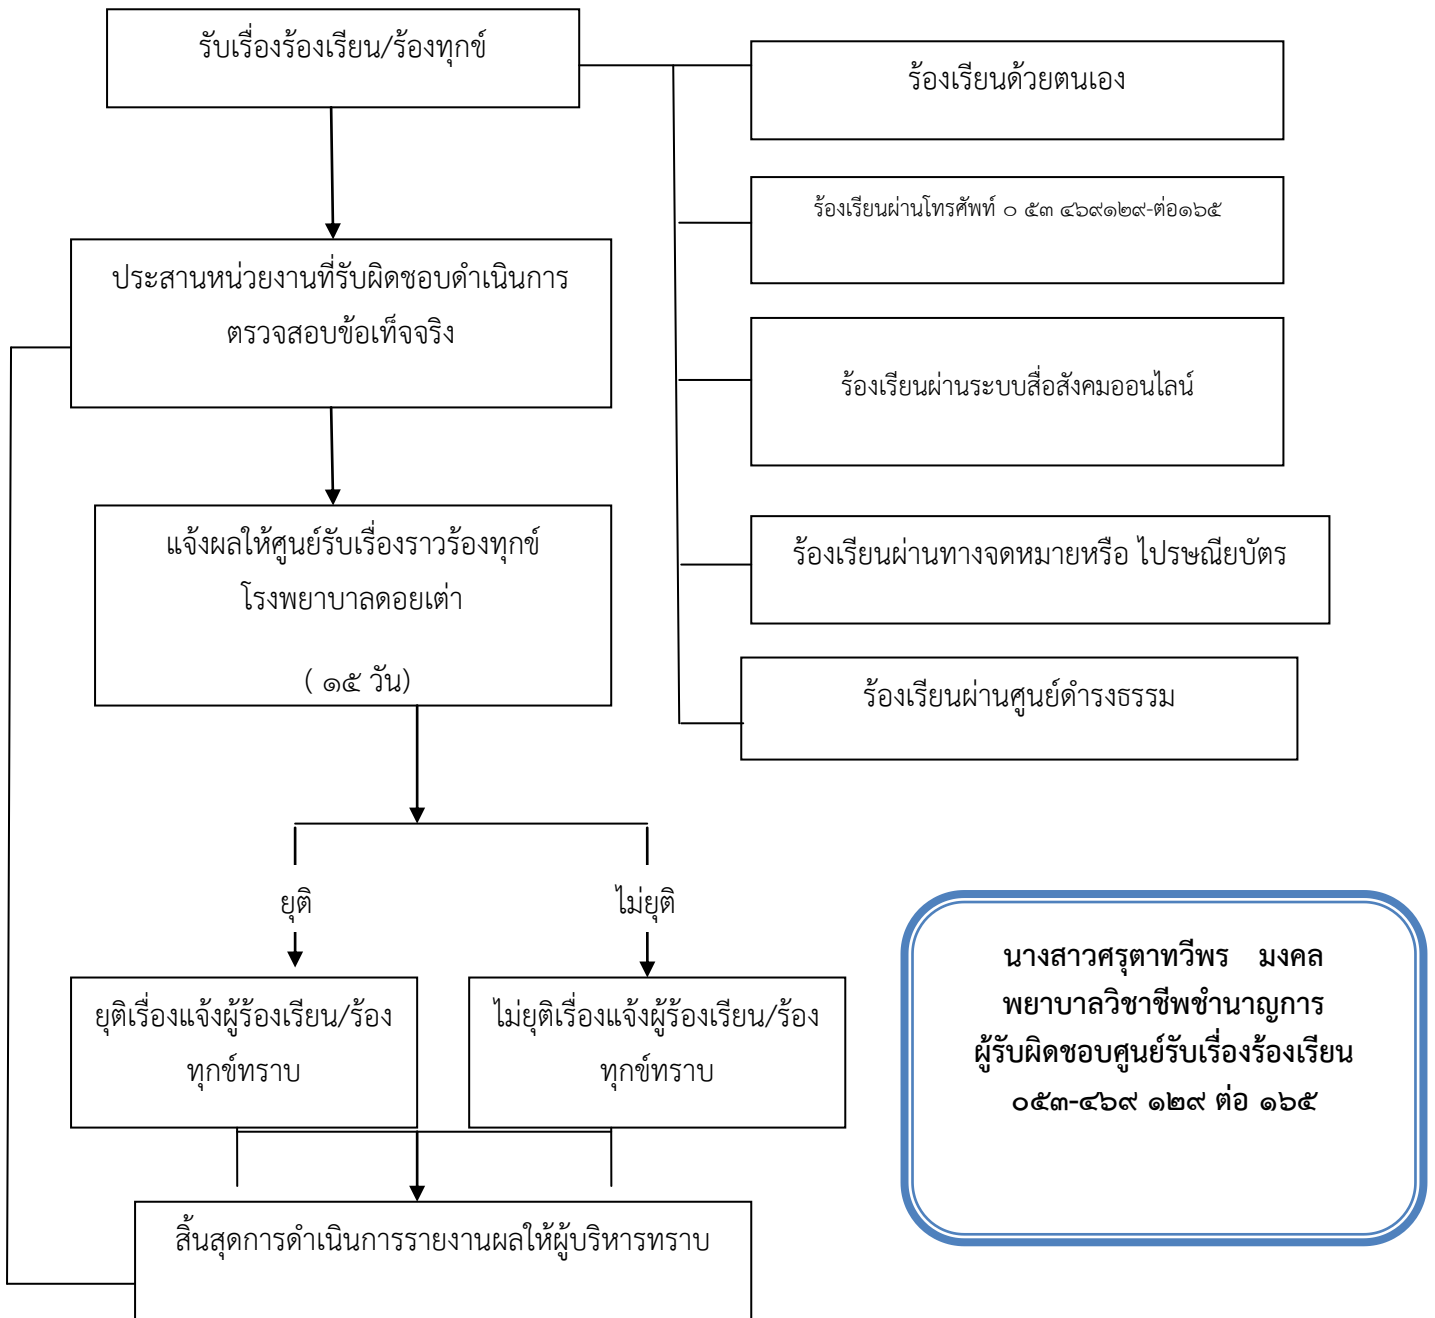 รับเรื่องร้องเรียน/ร้องทุกข์
ร้องเรียนด้วยตนเอง
ร้องเรียนผ่านโทรศัพท์ ๐ ๕๓ ๔๖๙๑๒๙-ต่อ๑๖๕
ประสานหน่วยงานที่รับผิดชอบดำเนินการ
ตรวจสอบข้อเท็จจริง
ร้องเรียนผ่านระบบสื่อสังคมออนไลน์
แจ้งผลให้ศูนย์รับเรื่องราวร้องทุกข์
โรงพยาบาลดอยเต่า
( ๑๕ วัน)
ร้องเรียนผ่านทางจดหมายหรือ ไปรษณียบัตร
ร้องเรียนผ่านศูนย์ดำรงธรรม
ยุติ
ไม่ยุติ
ยุติเรื่องแจ้งผู้ร้องเรียน/ร้อง
ทุกข์ทราบ
ไม่ยุติเรื่องแจ้งผู้ร้องเรียน/ร้อง
ทุกข์ทราบ
นางสาวศรุตาทวีพร มงคล
พยาบาลวิชาชีพชำนาญการ
ผู้รับผิดชอบศูนย์รับเรื่องร้องเรียน
๐๕๓-๔๖๙ ๑๒๙ ต่อ ๑๖๕
สิ้นสุดการดำเนินการรายงานผลให้ผู้บริหารทราบ